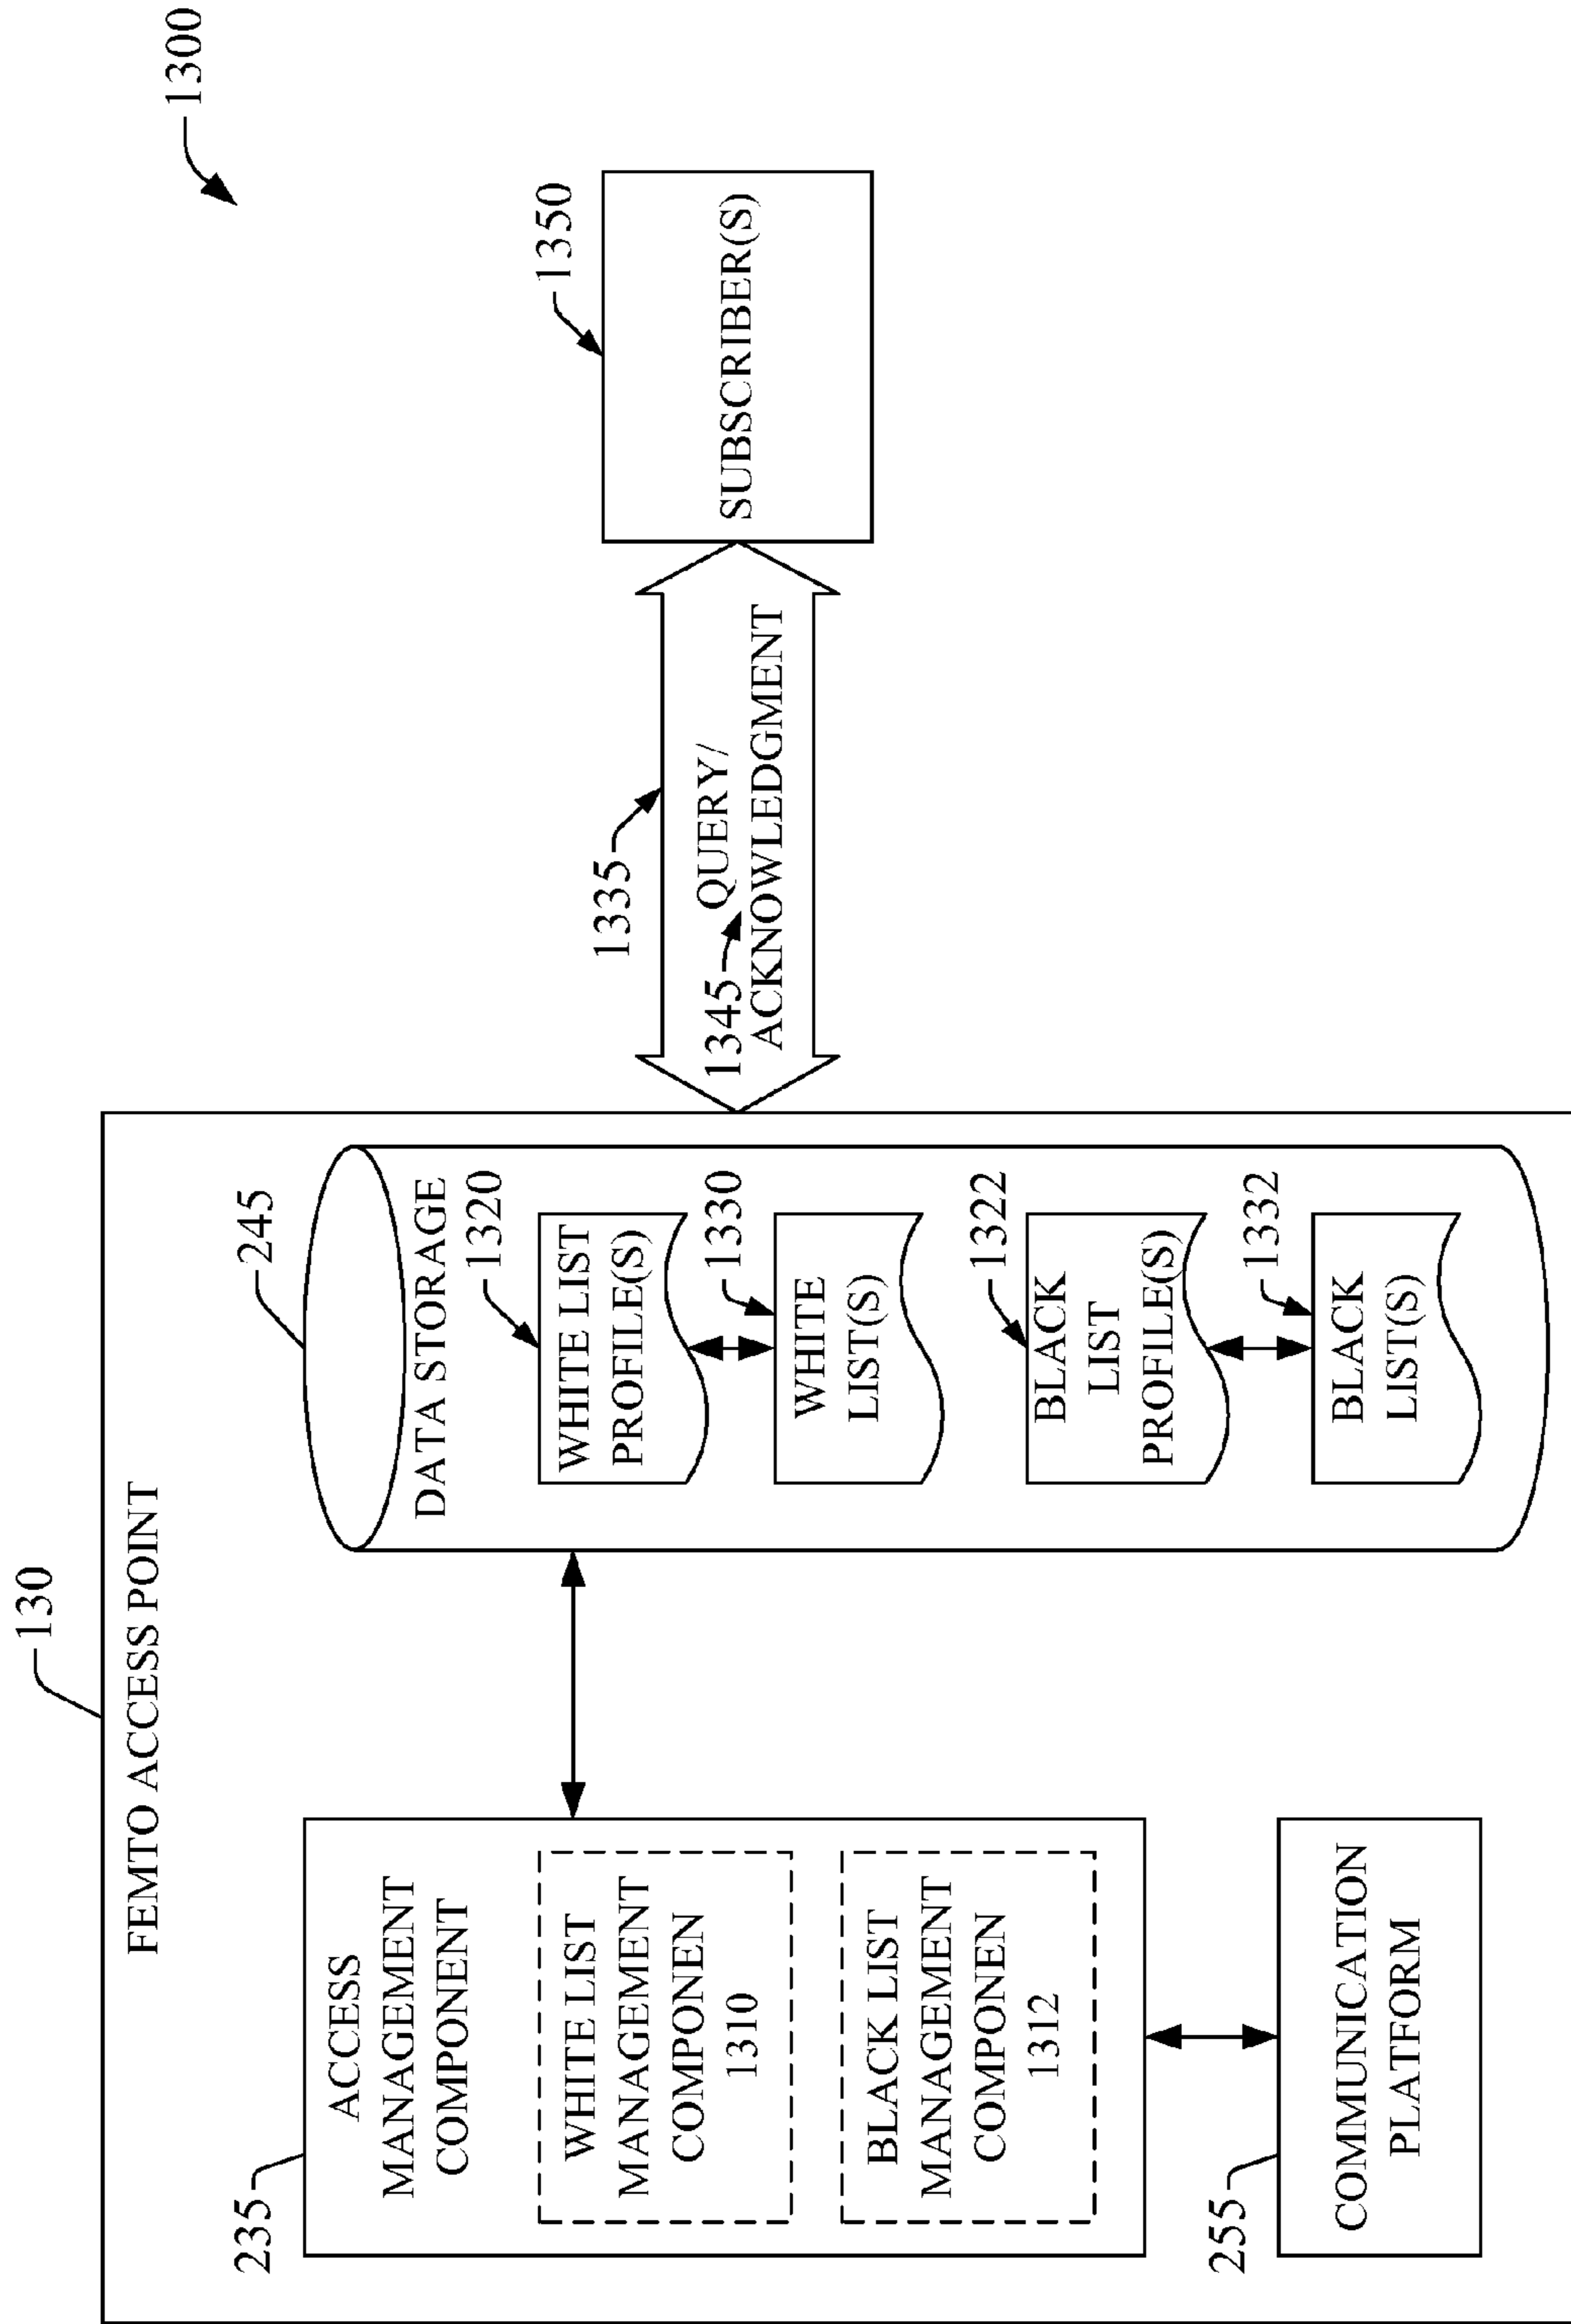 1300
130
FEMTO ACCESS POINT
235
ACCESS
MANAGEMENT
COMPONENT
WHITE LIST
MANAGEMENT
COMPONEN
1310
BLACK LIST
MANAGEMENT
COMPONEN
1312
255
COMMUNICATION
PLATFORM
245
DATA STORAGE
1320
WHITE LIST
PROFILE(S)
1330
WHITE
LIST(S)
1322
BLACK
LIST
PROFILE(S)
1332
BLACK
LIST(S)
1335
1345 QUERY/
ACKNOWLEDGMENT
1350
SUBSCRIBER(S)